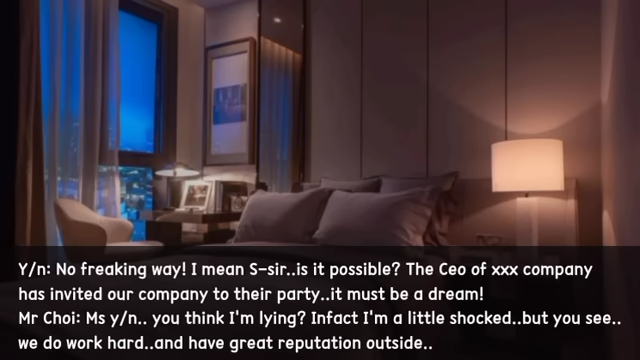 Y/n: No freaking way! I mean S-sir..is it possible? The Ceo of xxx company
has invited our company to their party..it must be a dream!
Mr Choi: Ms y/n.. you think I'm lying? Infact I'm a little shocked..but you see..
we do work hard..and have great reputation outside..